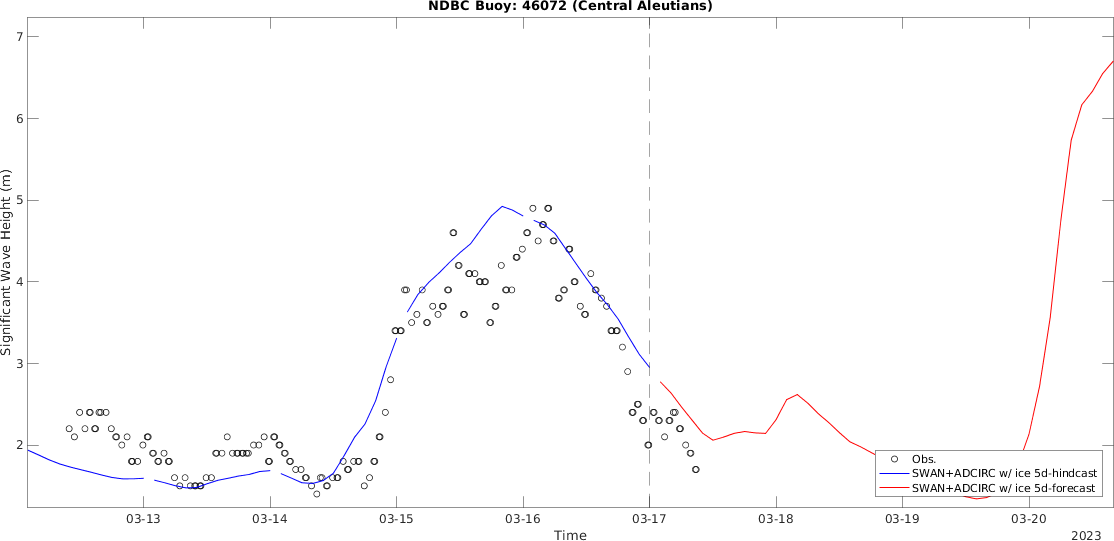 NDBC Buoy: 46072 (Central Aleutians)
7
6
5
4
3
2
Significant Wave Height (m)
Obs.
SWAN+ADCIRC w/ ice 5d-hindcast
SWAN+ADCIRC w/ ice 5d-forecast
03-13
03-14
03-15
03-16
03-17
03-18
03-19
03-20
Time
2023